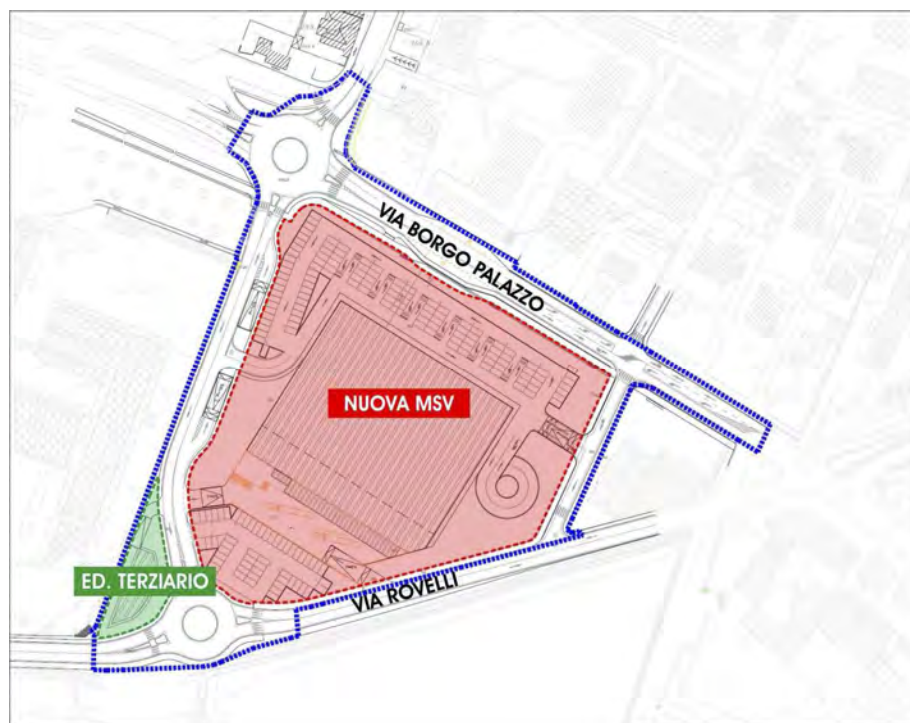 VIA BORGO PALAZZO
NUOVA MSV
ED. TERZIARIO
VIA ROVELLI